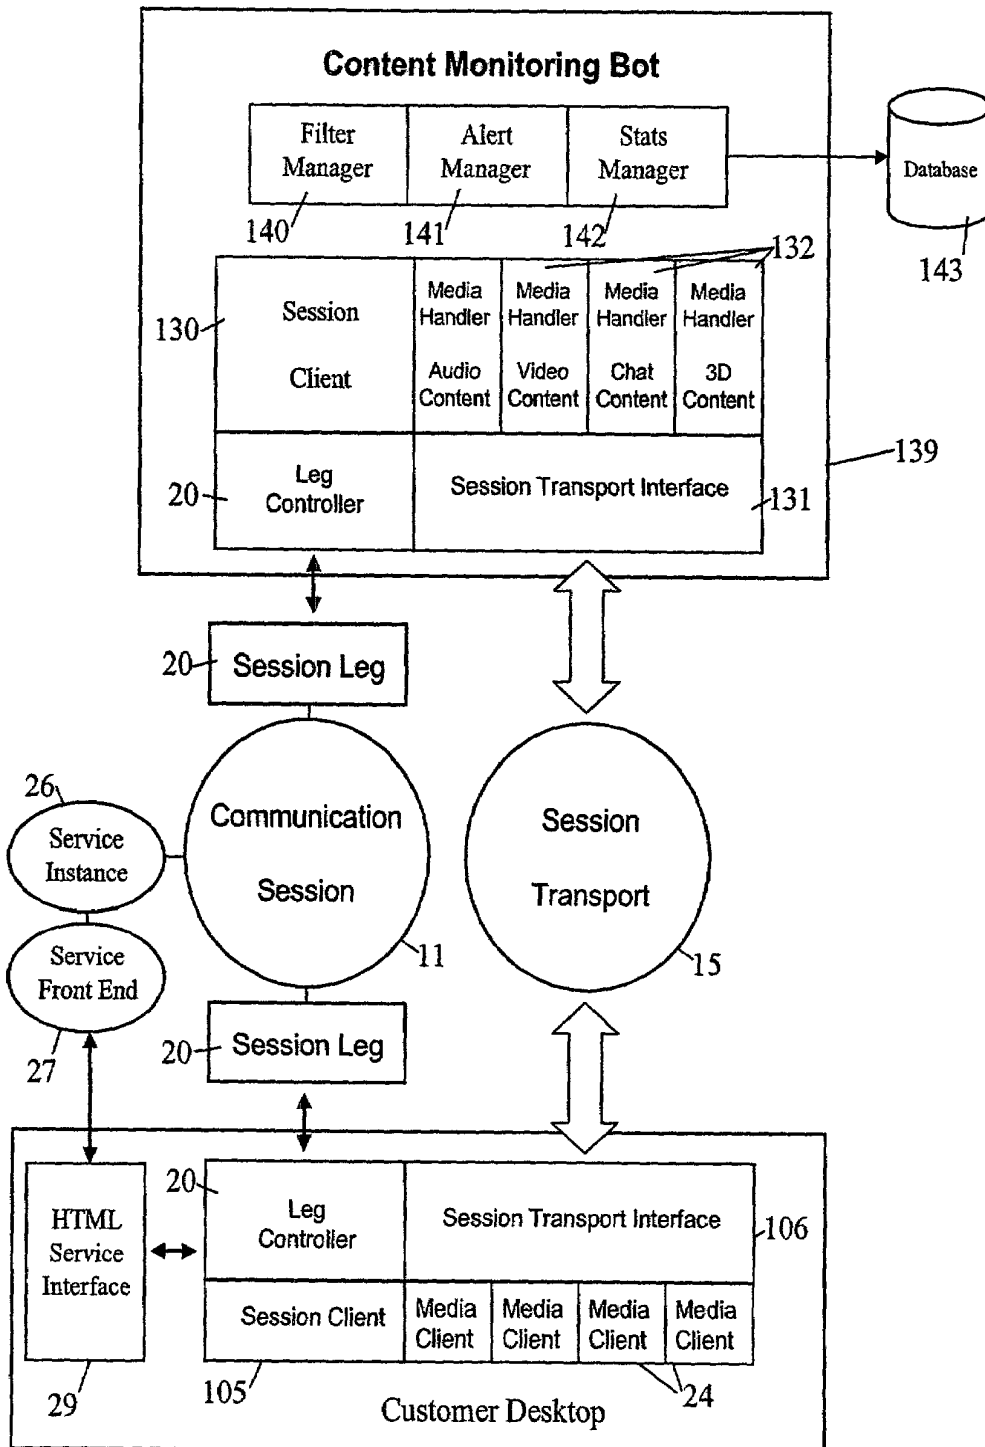 Content Monitoring Bot
Filter
Manager
Alert
Manager
Stats
Manager
Database
140
141
142
143
132
130
Session
Client
Media
Handler
Audio
Content
Media
Handler
Video
Content
Media
Handler
Chat
Content
Media
Handler
3D
Content
139
20
Leg
Controller
Session Transport Interface
131
20
Session Leg
26
Service
Instance
Communication
Session
11
Session
Transport
15
Service
Front End
27
20
Session Leg
HTML
Service
Interface
29
20
Leg
Controller
Session Transport Interface
106
Session Client
105
Media
Client
Media
Client
Media
Client
Media
Client
24
Customer Desktop